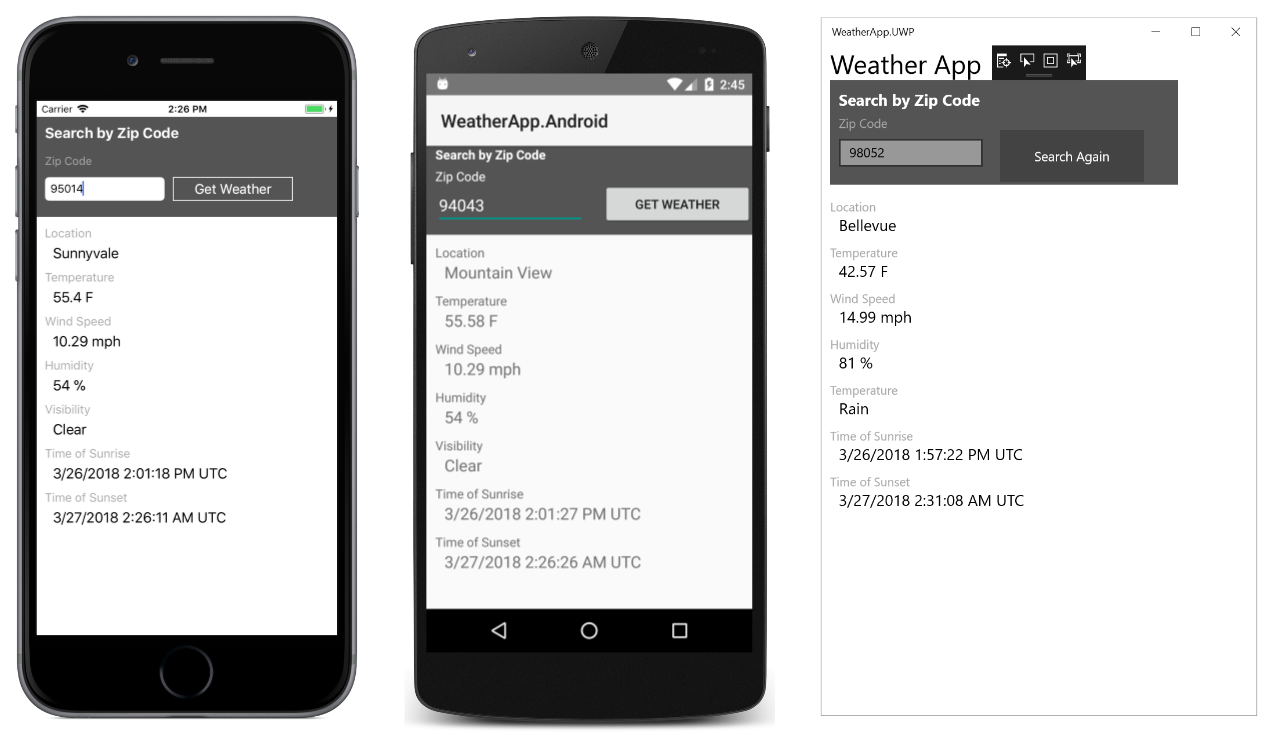 Carrier 2:26 PM
Search by Zip Code
Zip Code
95014 Get Weather
Location
Sunnyvale
Temperature
55.4 F
Wind Speed
10.29 mph
Humidity
54 %
Visibility
Clear
Time of Sunrise
3/26/2018 2:01:18 PM UTC
Time of Sunset
3/27/2018 2:26:11 AM UTC
2:45
WeatherApp.Android
Search by Zip Code
Zip Code
94043 GET WEATHER
Location
Mountain View
Temperature
55.58 F
Wind Speed
10.29 mph
Humidity
54 %
Visibility
Clear
Time of Sunrise
3/26/2018 2:01:27 PM UTC
Time of Sunset
3/27/2018 2:26:26 AM UTC
WeatherApp.UWP
Weather App
Search by Zip Code
Zip Code
98052 Search Again
Location
Bellevue
Temperature
42.57 F
Wind Speed
14.99 mph
Humidity
81 %
Temperature
Rain
Time of Sunrise
3/26/2018 1:57:22 PM UTC
Time of Sunset
3/27/2018 2:31:08 AM UTC